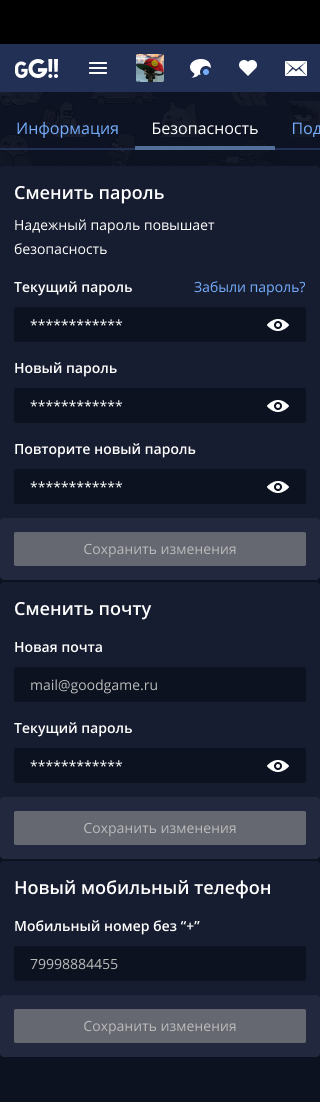 GG!!
Информация Безопасность Под
Сменить пароль
Надежный пароль повышает
безопасность
Текущий пароль Забыли пароль?
************
Новый пароль
************
Повторите новый пароль
************
Сохранить изменения
Сменить почту
Новая почта
mail@goodgame.ru
Текущий пароль
************
Сохранить изменения
Новый мобильный телефон
Мобильный номер без “+”
79998884455
Сохранить изменения